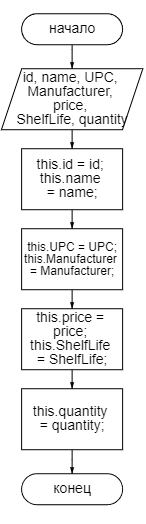 начало
id, name, UPC,
Manufacturer,
price,
ShelfLife, quantity
this.id = id;
this.name
= name;
this.UPC = UPC;
this.Manufacturer
= Manufacturer;
this.price =
price;
this.ShelfLife
= ShelfLife;
this.quantity
= quantity;
конец